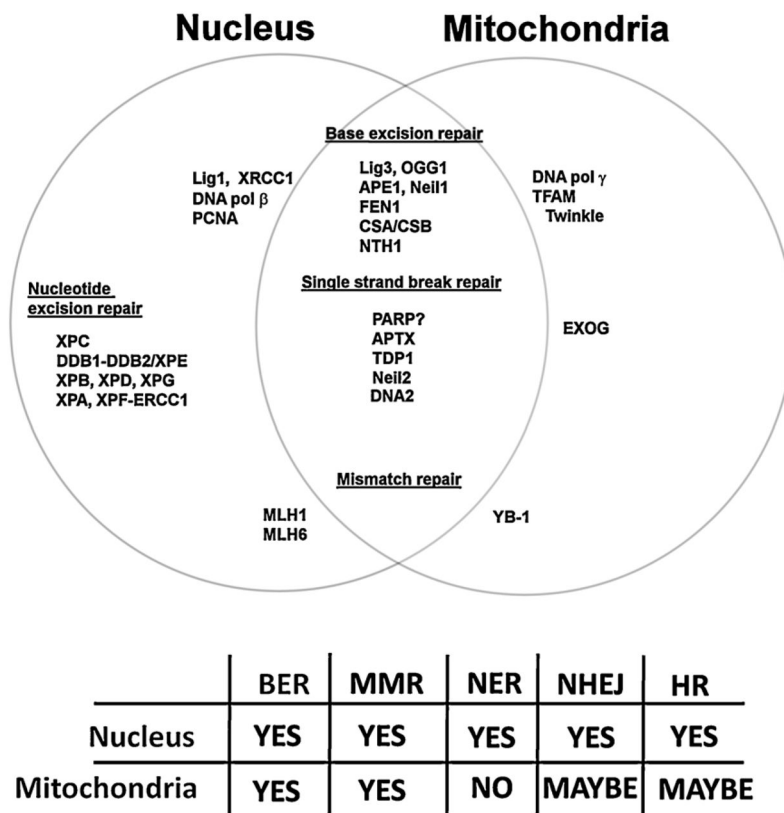 Nucleus Mitochondria
Base excision repair
Lig3, OGG1
APE1, Neil1
FEN1
CSA/CSB
NTH1
Lig1, XRCC1
DNA pol β
PCNA
DNA pol γ
TFAM
Twinkle
Nucleotide
excision repair
XPC
DDB1-DDB2/XPE
XPB, XPD, XPG
XPA, XPF-ERCC1
Single strand break repair
PARP?
APTX
TDP1
Neil2
DNA2
EXOG
Mismatch repair
MLH1
MLH6
YB-1
BER MMR NER NHEJ HR
Nucleus YES YES YES YES YES
Mitochondria YES YES NO MAYBE MAYBE